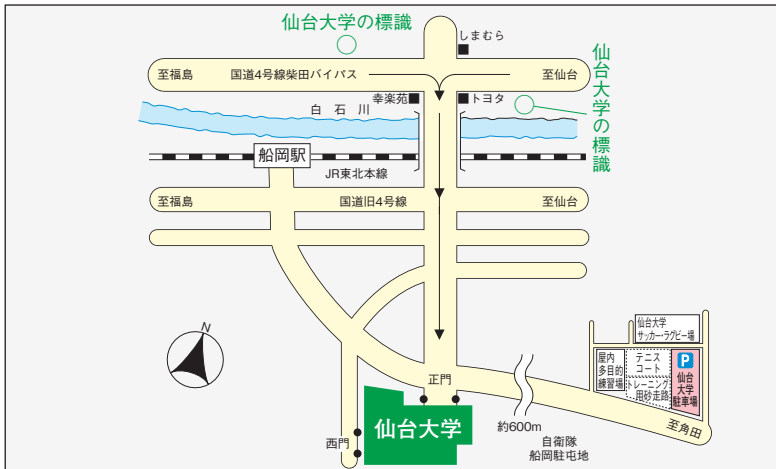 仙台大学の標識
しまむら
仙台大学の標識
至福島
国道4号線柴田バイパス
至仙台
幸楽苑
トヨタ
白石川
船岡駅
JR東北本線
至福島
国道旧4号線
至仙台
N
仙台大学
サッカー・ラグビー場
屋内
多目的
練習場
テニス
コート
トレーニング
用砂走路
P
仙台
大学
駐車場
正門
仙台大学
西門
約600m
自衛隊
船岡駐屯地
至角田